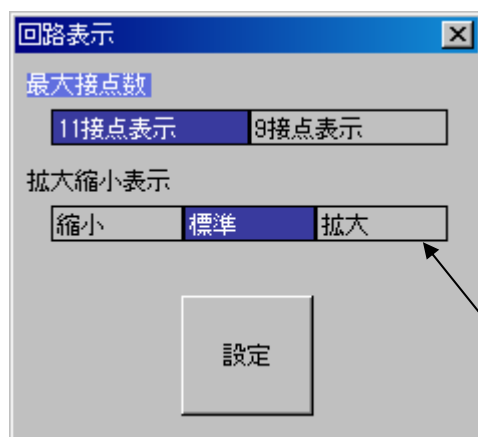 回路表示
最大接点数
11接点表示 9接点表示
拡大縮小表示
縮小 標準 拡大
設定